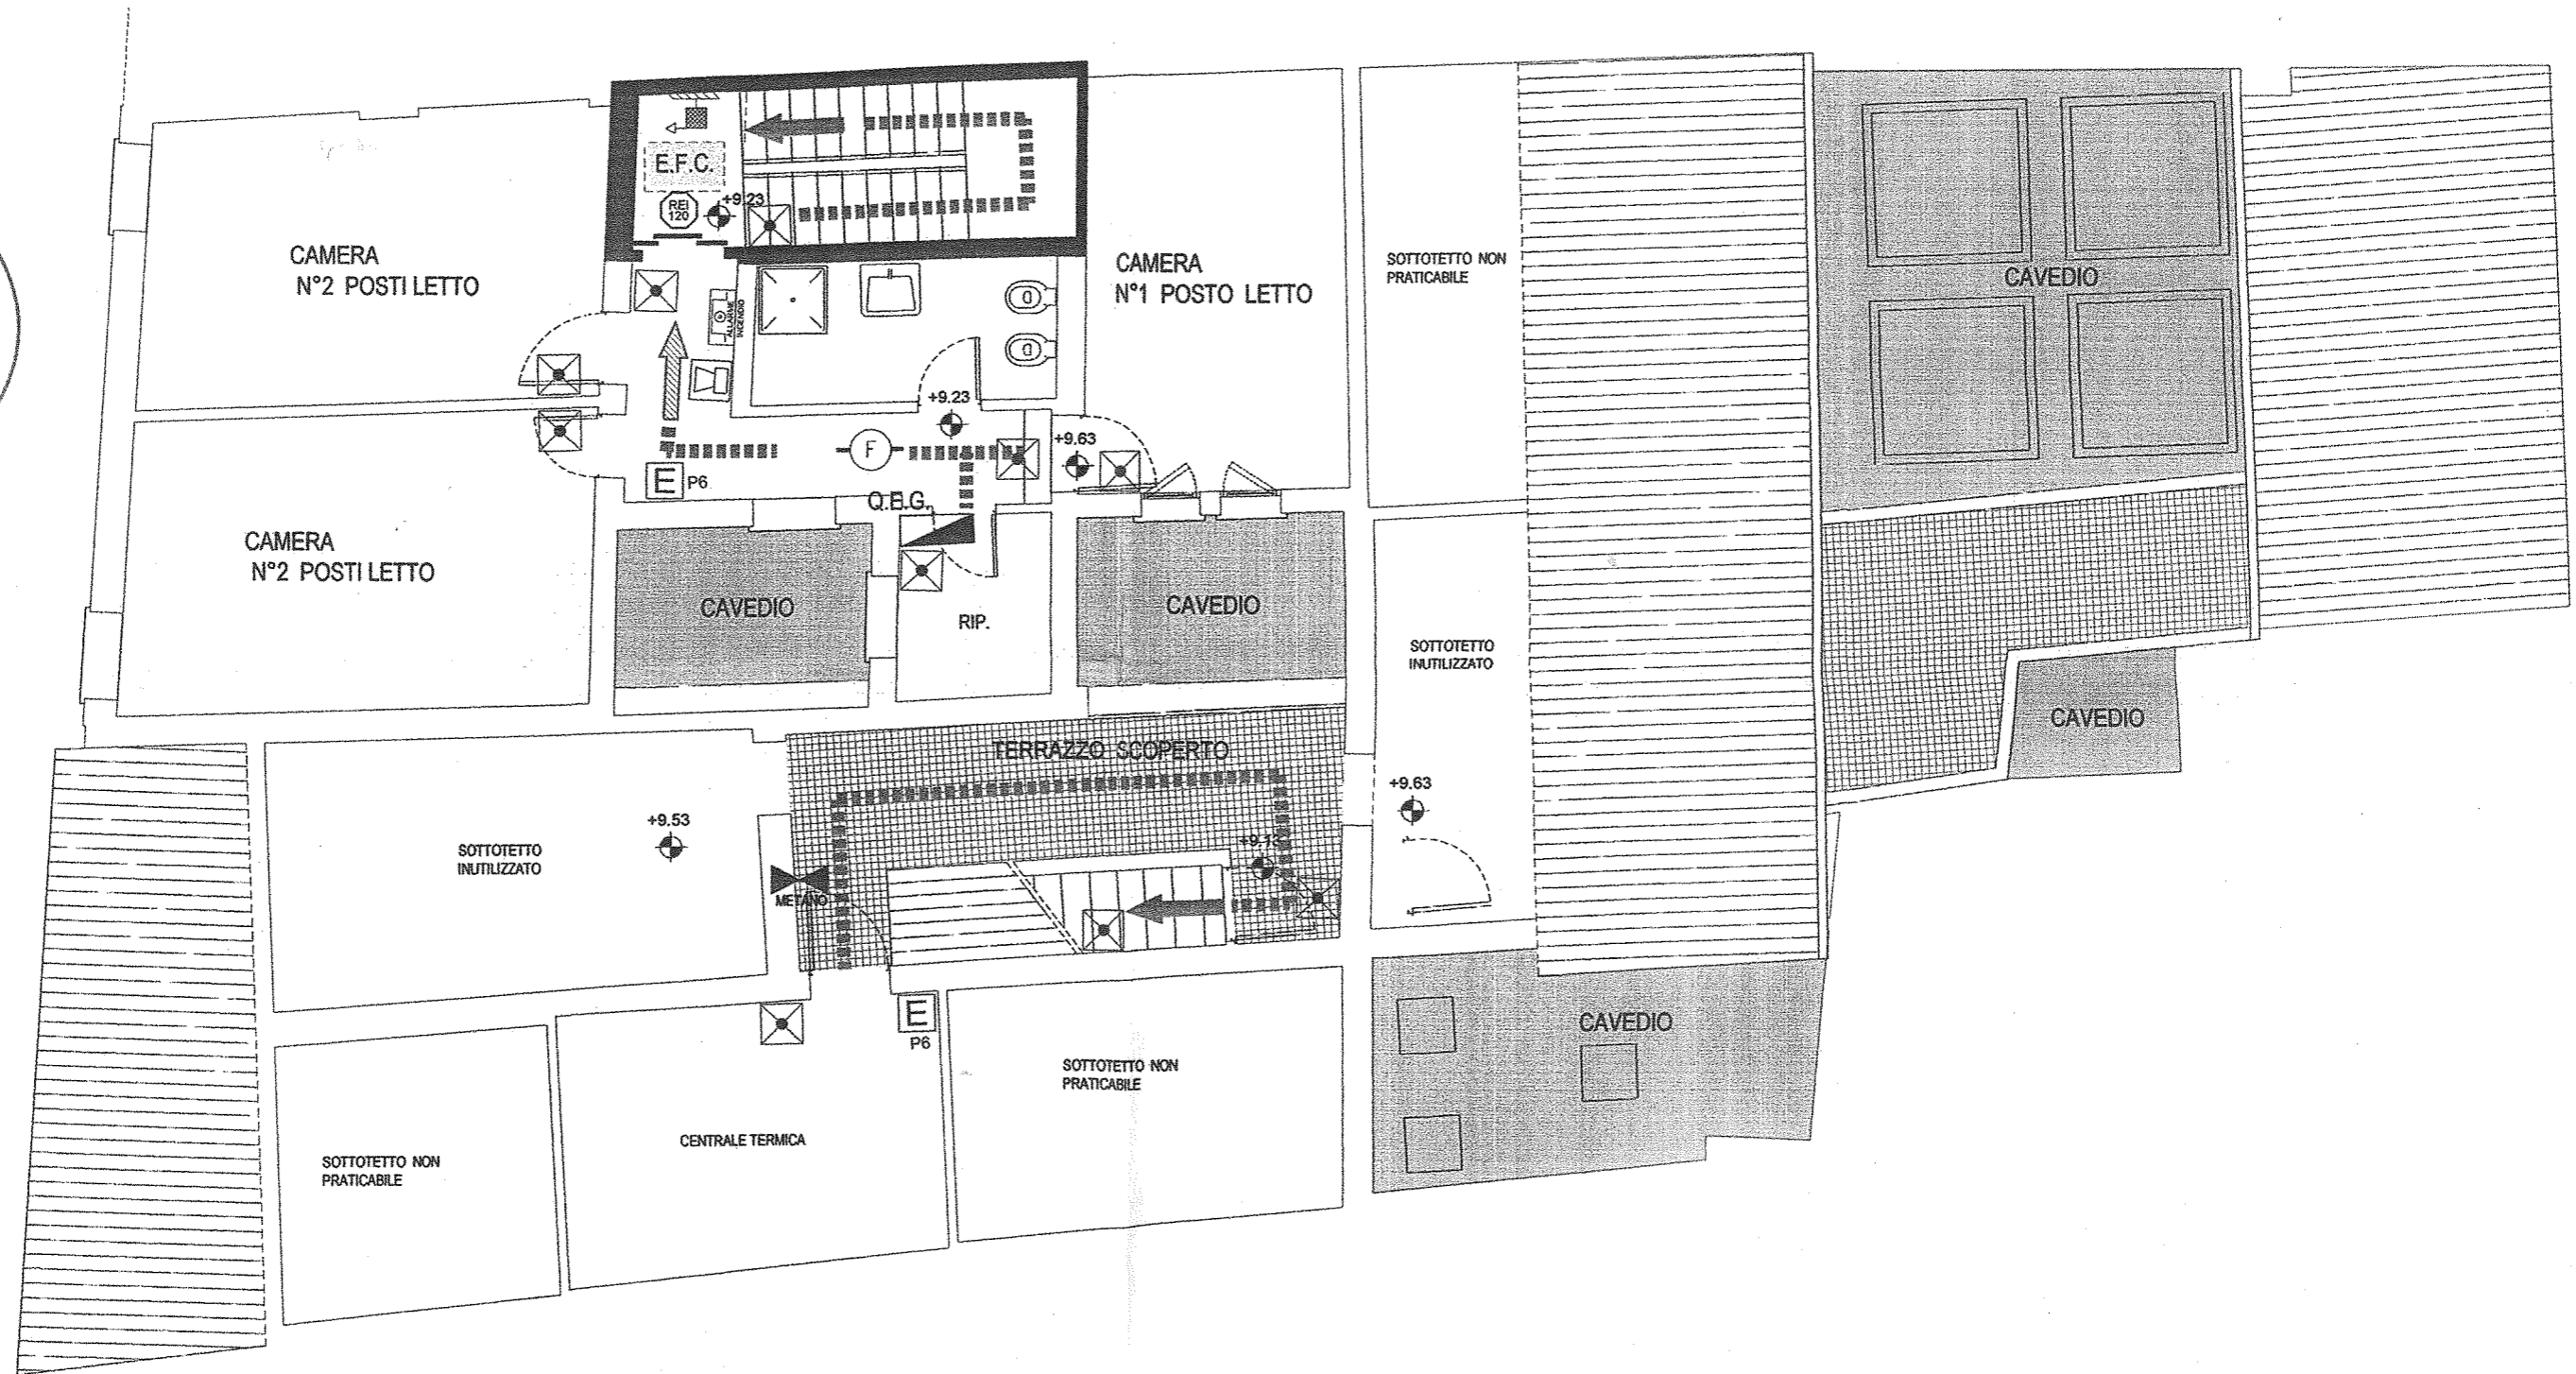 E.F.C.
REI
120
+9.23
CAMERA
N°2 POSTI LETTO
CAMERA
N°1 POSTO LETTO
SOTTOTETTO NON
PRATICABILE
CAVEDIO
ALLARME
INCENDIO
+9.23
+9.63
F
E P6
Q.E.G.
CAMERA
N°2 POSTI LETTO
CAVEDIO
RIP.
CAVEDIO
SOTTOTETTO
INUTILIZZATO
CAVEDIO
TERRAZZO SCOPERTO
+9.63
+9.53
SOTTOTETTO
INUTILIZZATO
METANO
E
P6
CAVEDIO
SOTTOTETTO NON
PRATICABILE
CENTRALE TERMICA
SOTTOTETTO NON
PRATICABILE